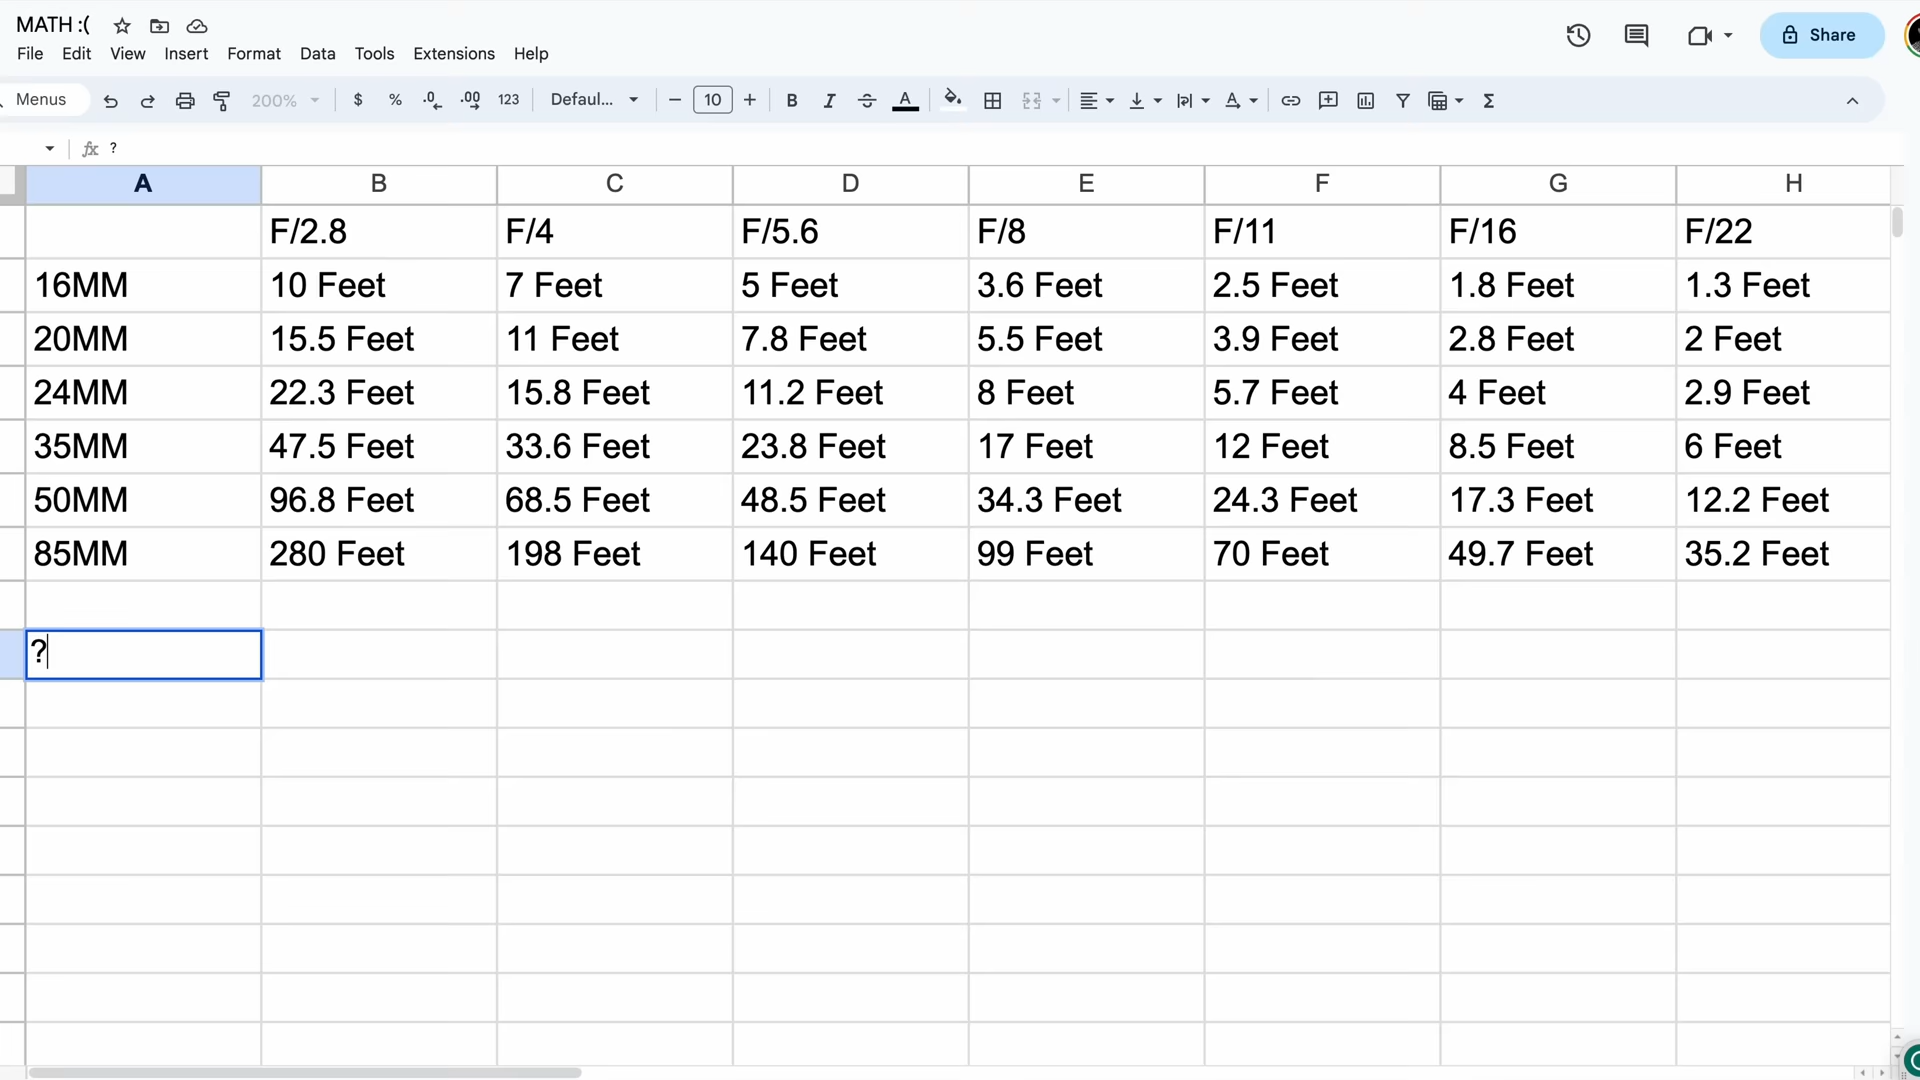 MATH :(
File Edit View Insert Format Data Tools Extensions Help
Share
Menus 200% $ % .0 .00 123 Defaul... 10 B I A Σ
fx ?
A B C D E F G H
F/2.8 F/4 F/5.6 F/8 F/11 F/16 F/22
16MM 10 Feet 7 Feet 5 Feet 3.6 Feet 2.5 Feet 1.8 Feet 1.3 Feet
20MM 15.5 Feet 11 Feet 7.8 Feet 5.5 Feet 3.9 Feet 2.8 Feet 2 Feet
24MM 22.3 Feet 15.8 Feet 11.2 Feet 8 Feet 5.7 Feet 4 Feet 2.9 Feet
35MM 47.5 Feet 33.6 Feet 23.8 Feet 17 Feet 12 Feet 8.5 Feet 6 Feet
50MM 96.8 Feet 68.5 Feet 48.5 Feet 34.3 Feet 24.3 Feet 17.3 Feet 12.2 Feet
85MM 280 Feet 198 Feet 140 Feet 99 Feet 70 Feet 49.7 Feet 35.2 Feet
?